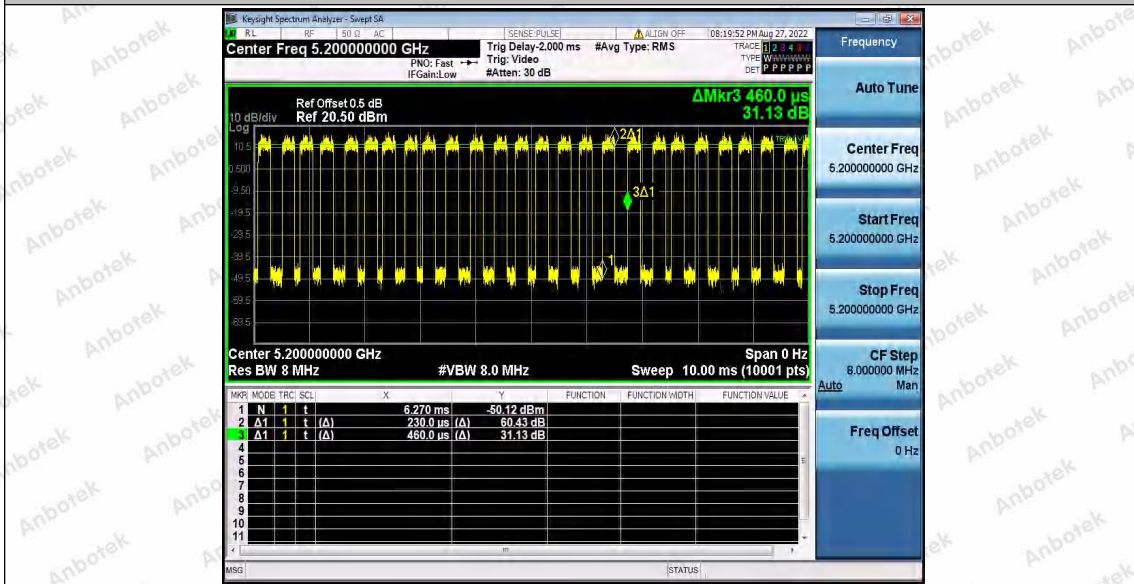 Keysight Spectrum Analyzer - Swept SA
RL RF 50 Ω AC SENSE:PULSE ALIGN OFF 08:19:52 PM Aug 27, 2022
Center Freq 5.200000000 GHz Trig Delay-2.000 ms #Avg Type: RMS TRACE 1 2 3 4 5 6
PNO: Fast Trig: Video TYPE WWWWWW
IFGain:Low #Atten: 30 dB DET P P P P P P
ΔMkr3 460.0 µs
31.13 dB
Ref Offset 0.5 dB
10 dB/div Ref 20.50 dBm
Log
10.5
0.500
-9.50
-19.5
-29.5
-39.5
-49.5
-59.5
-69.5
2Δ1
3Δ1
1
Center 5.200000000 GHz Span 0 Hz
Res BW 8 MHz #VBW 8.0 MHz Sweep 10.00 ms (10001 pts)
MKR MODE TRC SCL X Y FUNCTION FUNCTION WIDTH FUNCTION VALUE
1 N 1 t 6.270 ms -50.12 dBm
2 Δ1 1 t (Δ) 230.0 µs (Δ) 60.43 dB
3 Δ1 1 t (Δ) 460.0 µs (Δ) 31.13 dB
4
5
6
7
8
9
10
11
MSG STATUS
Frequency
Auto Tune
Center Freq
5.200000000 GHz
Start Freq
5.200000000 GHz
Stop Freq
5.200000000 GHz
CF Step
8.000000 MHz
Auto Man
Freq Offset
0 Hz
Anbotek